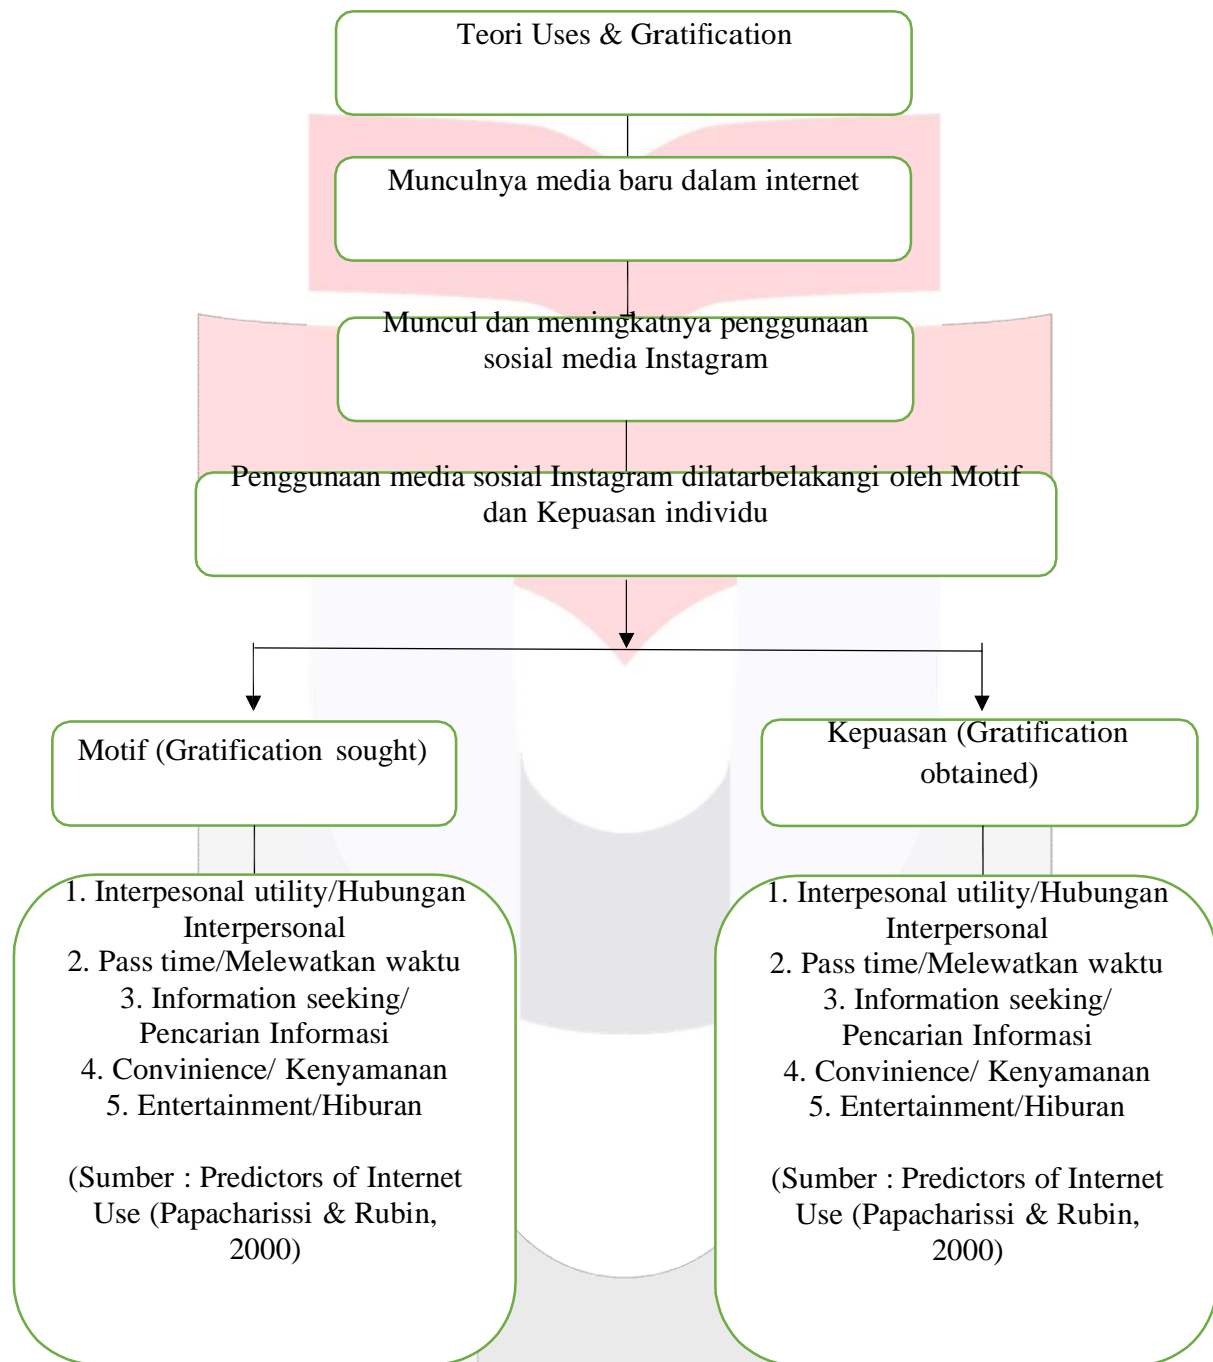 Teori Uses & Gratification
Munculnya media baru dalam internet
Muncul dan meningkatnya penggunaan
sosial media Instagram
Penggunaan media sosial Instagram dilatarbelakangi oleh Motif
dan Kepuasan individu
Motif (Gratification sought)
Kepuasan (Gratification
obtained)
1. Interpesonal utility/Hubungan
Interpersonal
2. Pass time/Melewatkan waktu
3. Information seeking/
Pencarian Informasi
4. Convinience/ Kenyamanan
5. Entertainment/Hiburan
(Sumber : Predictors of Internet
Use (Papacharissi & Rubin,
2000)
1. Interpesonal utility/Hubungan
Interpersonal
2. Pass time/Melewatkan waktu
3. Information seeking/
Pencarian Informasi
4. Convinience/ Kenyamanan
5. Entertainment/Hiburan
(Sumber : Predictors of Internet
Use (Papacharissi & Rubin,
2000)